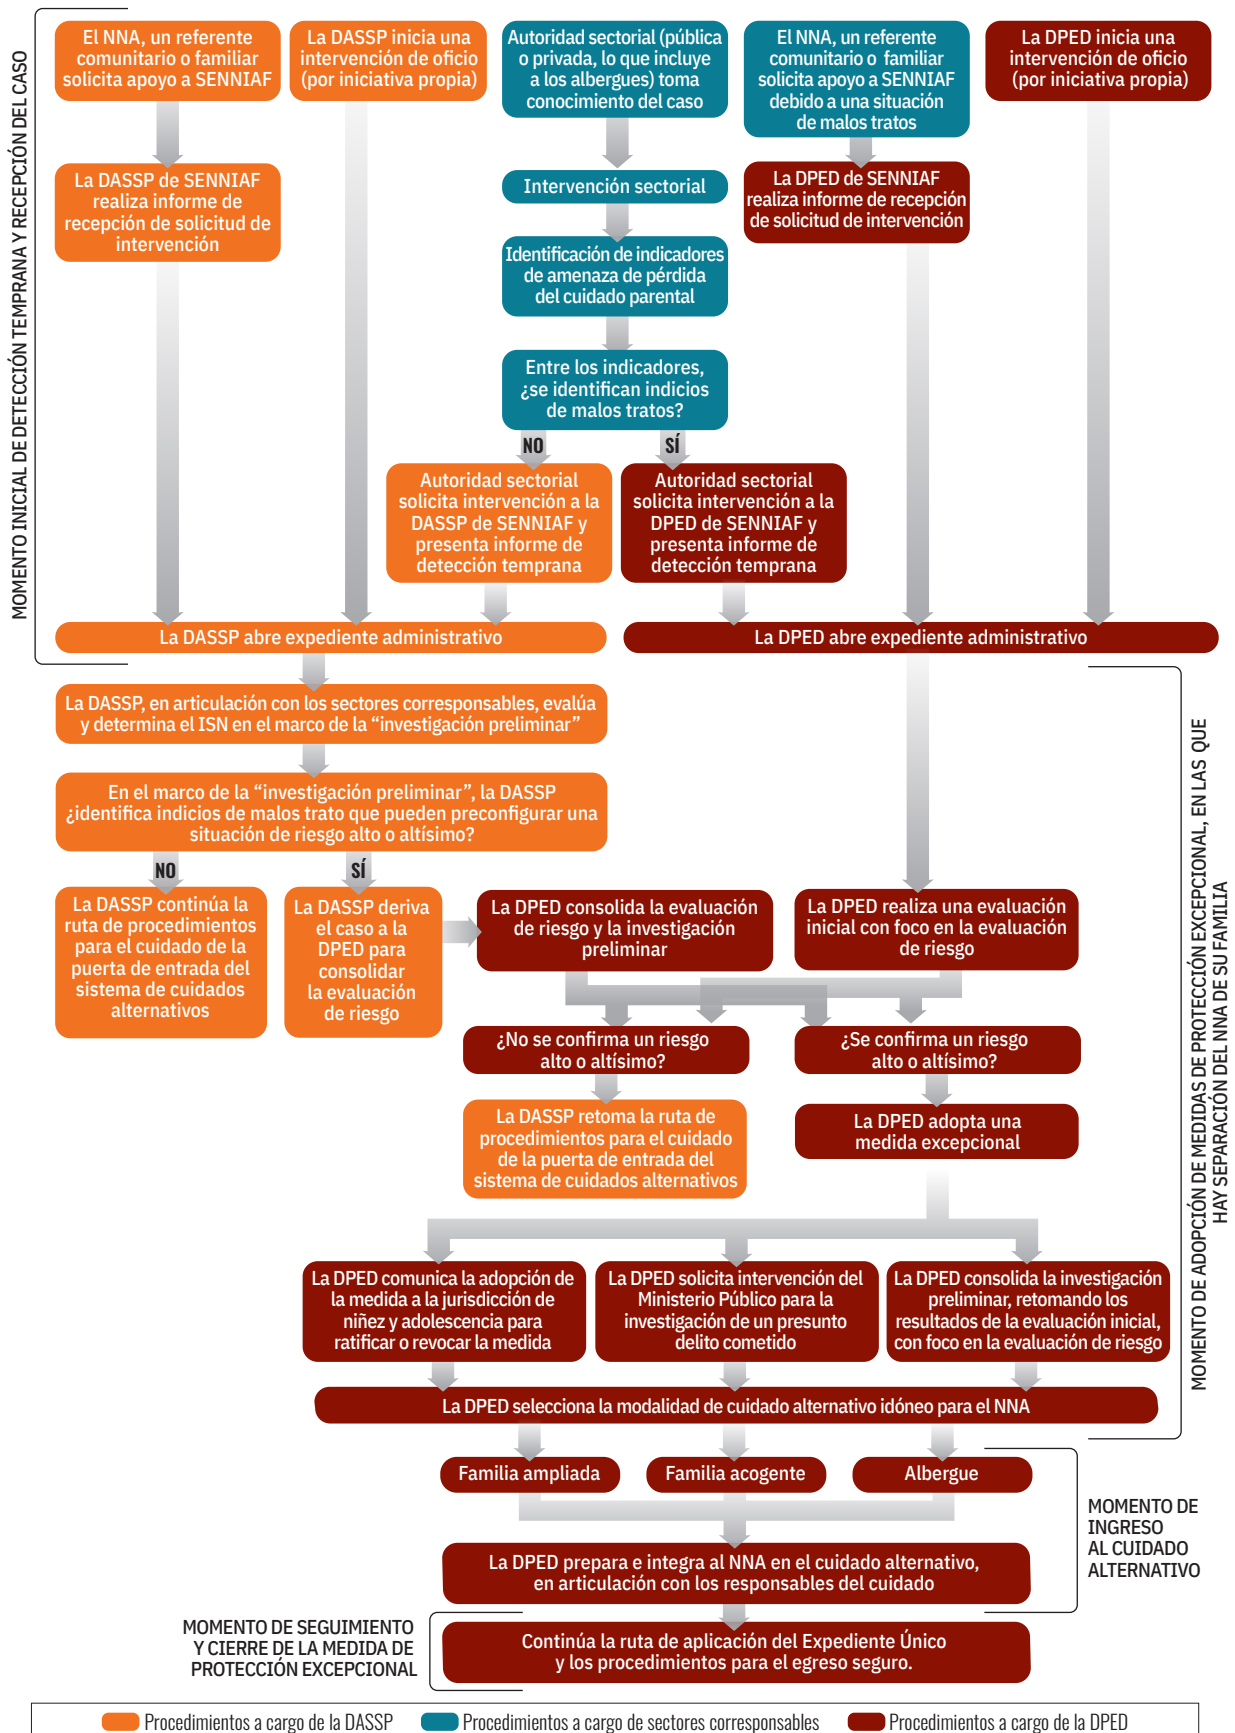 MOMENTO INICIAL DE DETECCIÓN TEMPRANA Y RECEPCIÓN DEL CASO
El NNA, un referente
comunitario o familiar
solicita apoyo a SENNIAF
La DASSP inicia una
intervención de oficio
(por iniciativa propia)
Autoridad sectorial (pública
o privada, lo que incluye
a los albergues) toma
conocimiento del caso
El NNA, un referente
comunitario o familiar
solicita apoyo a SENNIAF
debido a una situación
de malos tratos
La DPED inicia una
intervención de oficio
(por iniciativa propia)
La DASSP de SENNIAF
realiza informe de
recepción de solicitud de
intervención
Intervención sectorial
La DPED de SENNIAF
realiza informe de recepción
de solicitud de intervención
Identificación de indicadores
de amenaza de pérdida
del cuidado parental
Entre los indicadores,
¿se identifican indicios
de malos tratos?
NO
SÍ
Autoridad sectorial
solicita intervención a la
DASSP de SENNIAF y
presenta informe de
detección temprana
Autoridad sectorial
solicita intervención a la
DPED de SENNIAF y
presenta informe de
detección temprana
La DASSP abre expediente administrativo
La DPED abre expediente administrativo
MOMENTO DE ADOPCIÓN DE MEDIDAS DE PROTECCIÓN EXCEPCIONAL, EN LAS QUE
HAY SEPARACIÓN DEL NNA DE SU FAMILIA
La DASSP, en articulación con los sectores corresponsables, evalúa
y determina el ISN en el marco de la “investigación preliminar”
En el marco de la “investigación preliminar”, la DASSP
¿identifica indicios de malos trato que pueden preconfigurar una
situación de riesgo alto o altísimo?
NO
SÍ
La DASSP continúa la
ruta de procedimientos
para el cuidado de la
puerta de entrada del
sistema de cuidados
alternativos
La DASSP deriva
el caso a la
DPED para
consolidar
la evaluación
de riesgo
La DPED consolida la evaluación
de riesgo y la investigación
preliminar
La DPED realiza una evaluación
inicial con foco en la evaluación
de riesgo
¿No se confirma un riesgo
alto o altísimo?
¿Se confirma un riesgo
alto o altísimo?
La DASSP retoma la ruta de
procedimientos para el cuidado
de la puerta de entrada del
sistema de cuidados alternativos
La DPED adopta una
medida excepcional
La DPED comunica la adopción de
la medida a la jurisdicción de
niñez y adolescencia para
ratificar o revocar la medida
La DPED solicita intervención del
Ministerio Público para la
investigación de un presunto
delito cometido
La DPED consolida la investigación
preliminar, retomando los
resultados de la evaluación inicial,
con foco en la evaluación de riesgo
La DPED selecciona la modalidad de cuidado alternativo idóneo para el NNA
Familia ampliada
Familia acogente
Albergue
MOMENTO DE
INGRESO
AL CUIDADO
ALTERNATIVO
La DPED prepara e integra al NNA en el cuidado alternativo,
en articulación con los responsables del cuidado
MOMENTO DE SEGUIMIENTO
Y CIERRE DE LA MEDIDA DE
PROTECCIÓN EXCEPCIONAL
Continúa la ruta de aplicación del Expediente Único
y los procedimientos para el egreso seguro.
Procedimientos a cargo de la DASSP
Procedimientos a cargo de sectores corresponsables
Procedimientos a cargo de la DPED